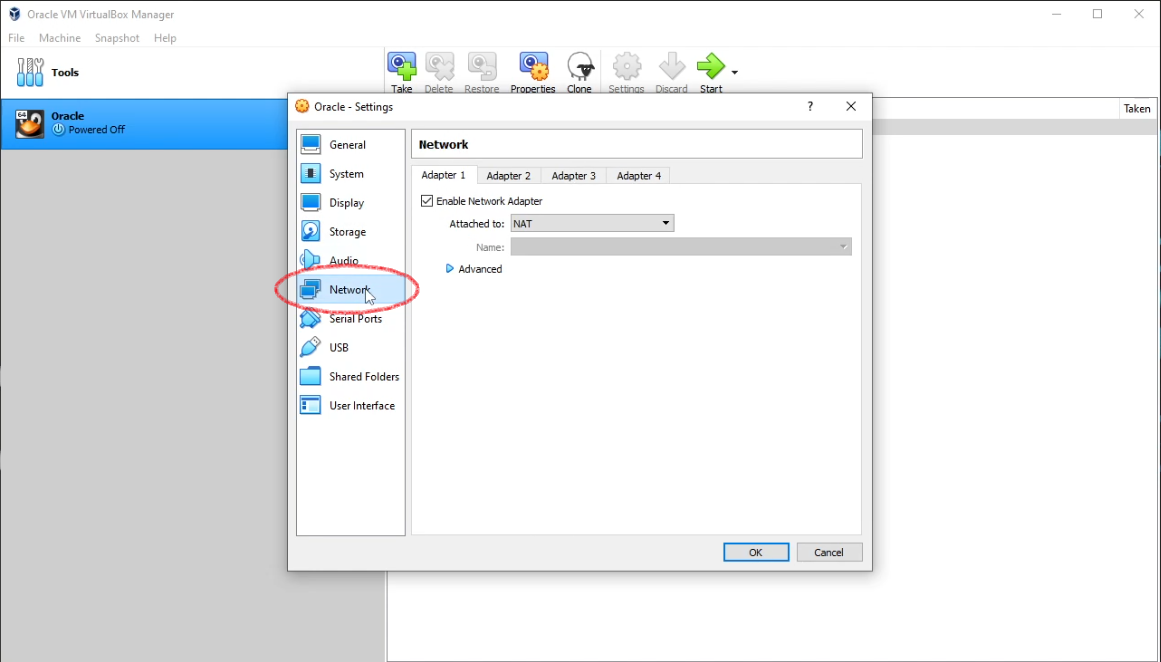 Oracle VM VirtualBox Manager
File Machine Snapshot Help
Tools
Take Delete Restore Properties Clone Settings Discard Start
64
Oracle
Powered Off
Taken
Oracle - Settings
?
General
System
Display
Storage
Audio
Network
Serial Ports
USB
Shared Folders
User Interface
Network
Adapter 1 Adapter 2 Adapter 3 Adapter 4
Enable Network Adapter
Attached to: NAT
Name:
Advanced
OK Cancel